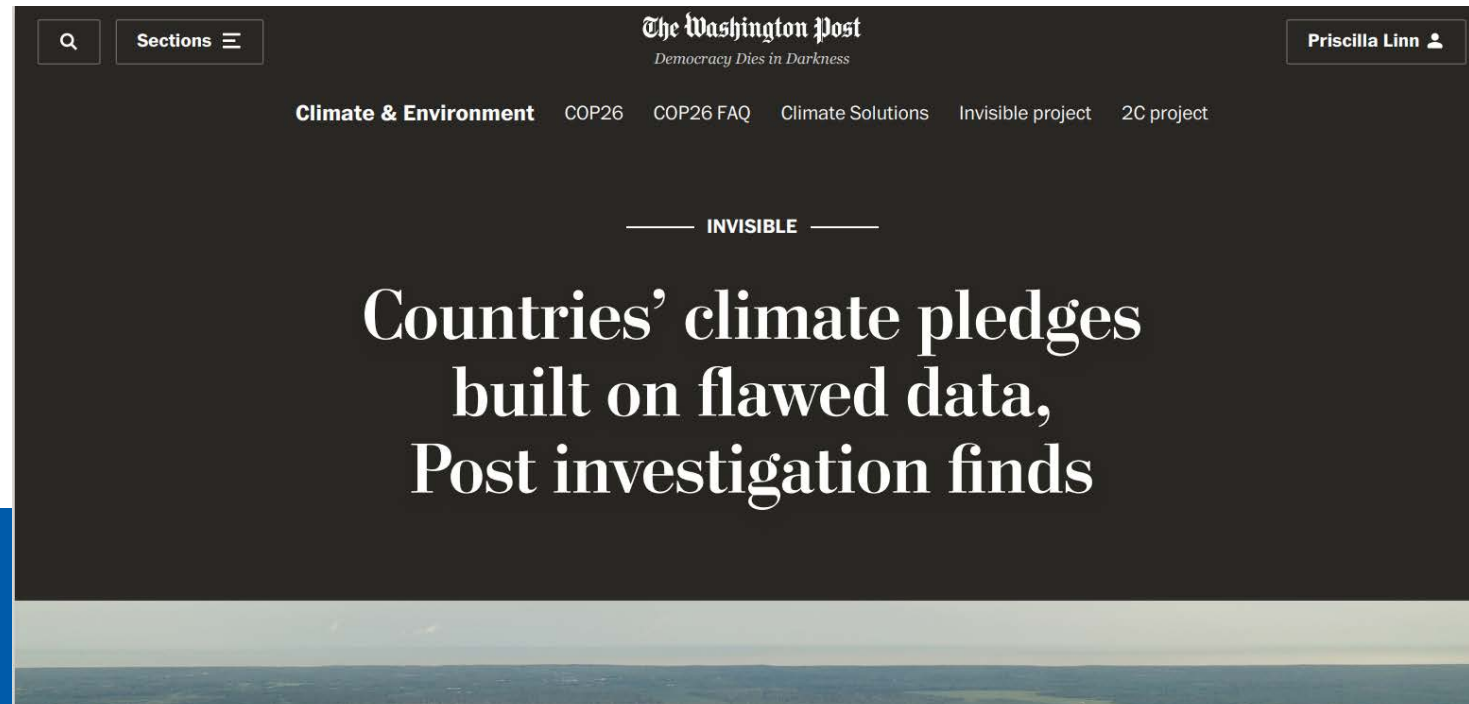 Sections
The Washington Post
Democracy Dies in Darkness
Priscilla Linn
Climate & Environment COP26 COP26 FAQ Climate Solutions Invisible project 2C project
INVISIBLE
Countries’ climate pledges
built on flawed data,
Post investigation finds